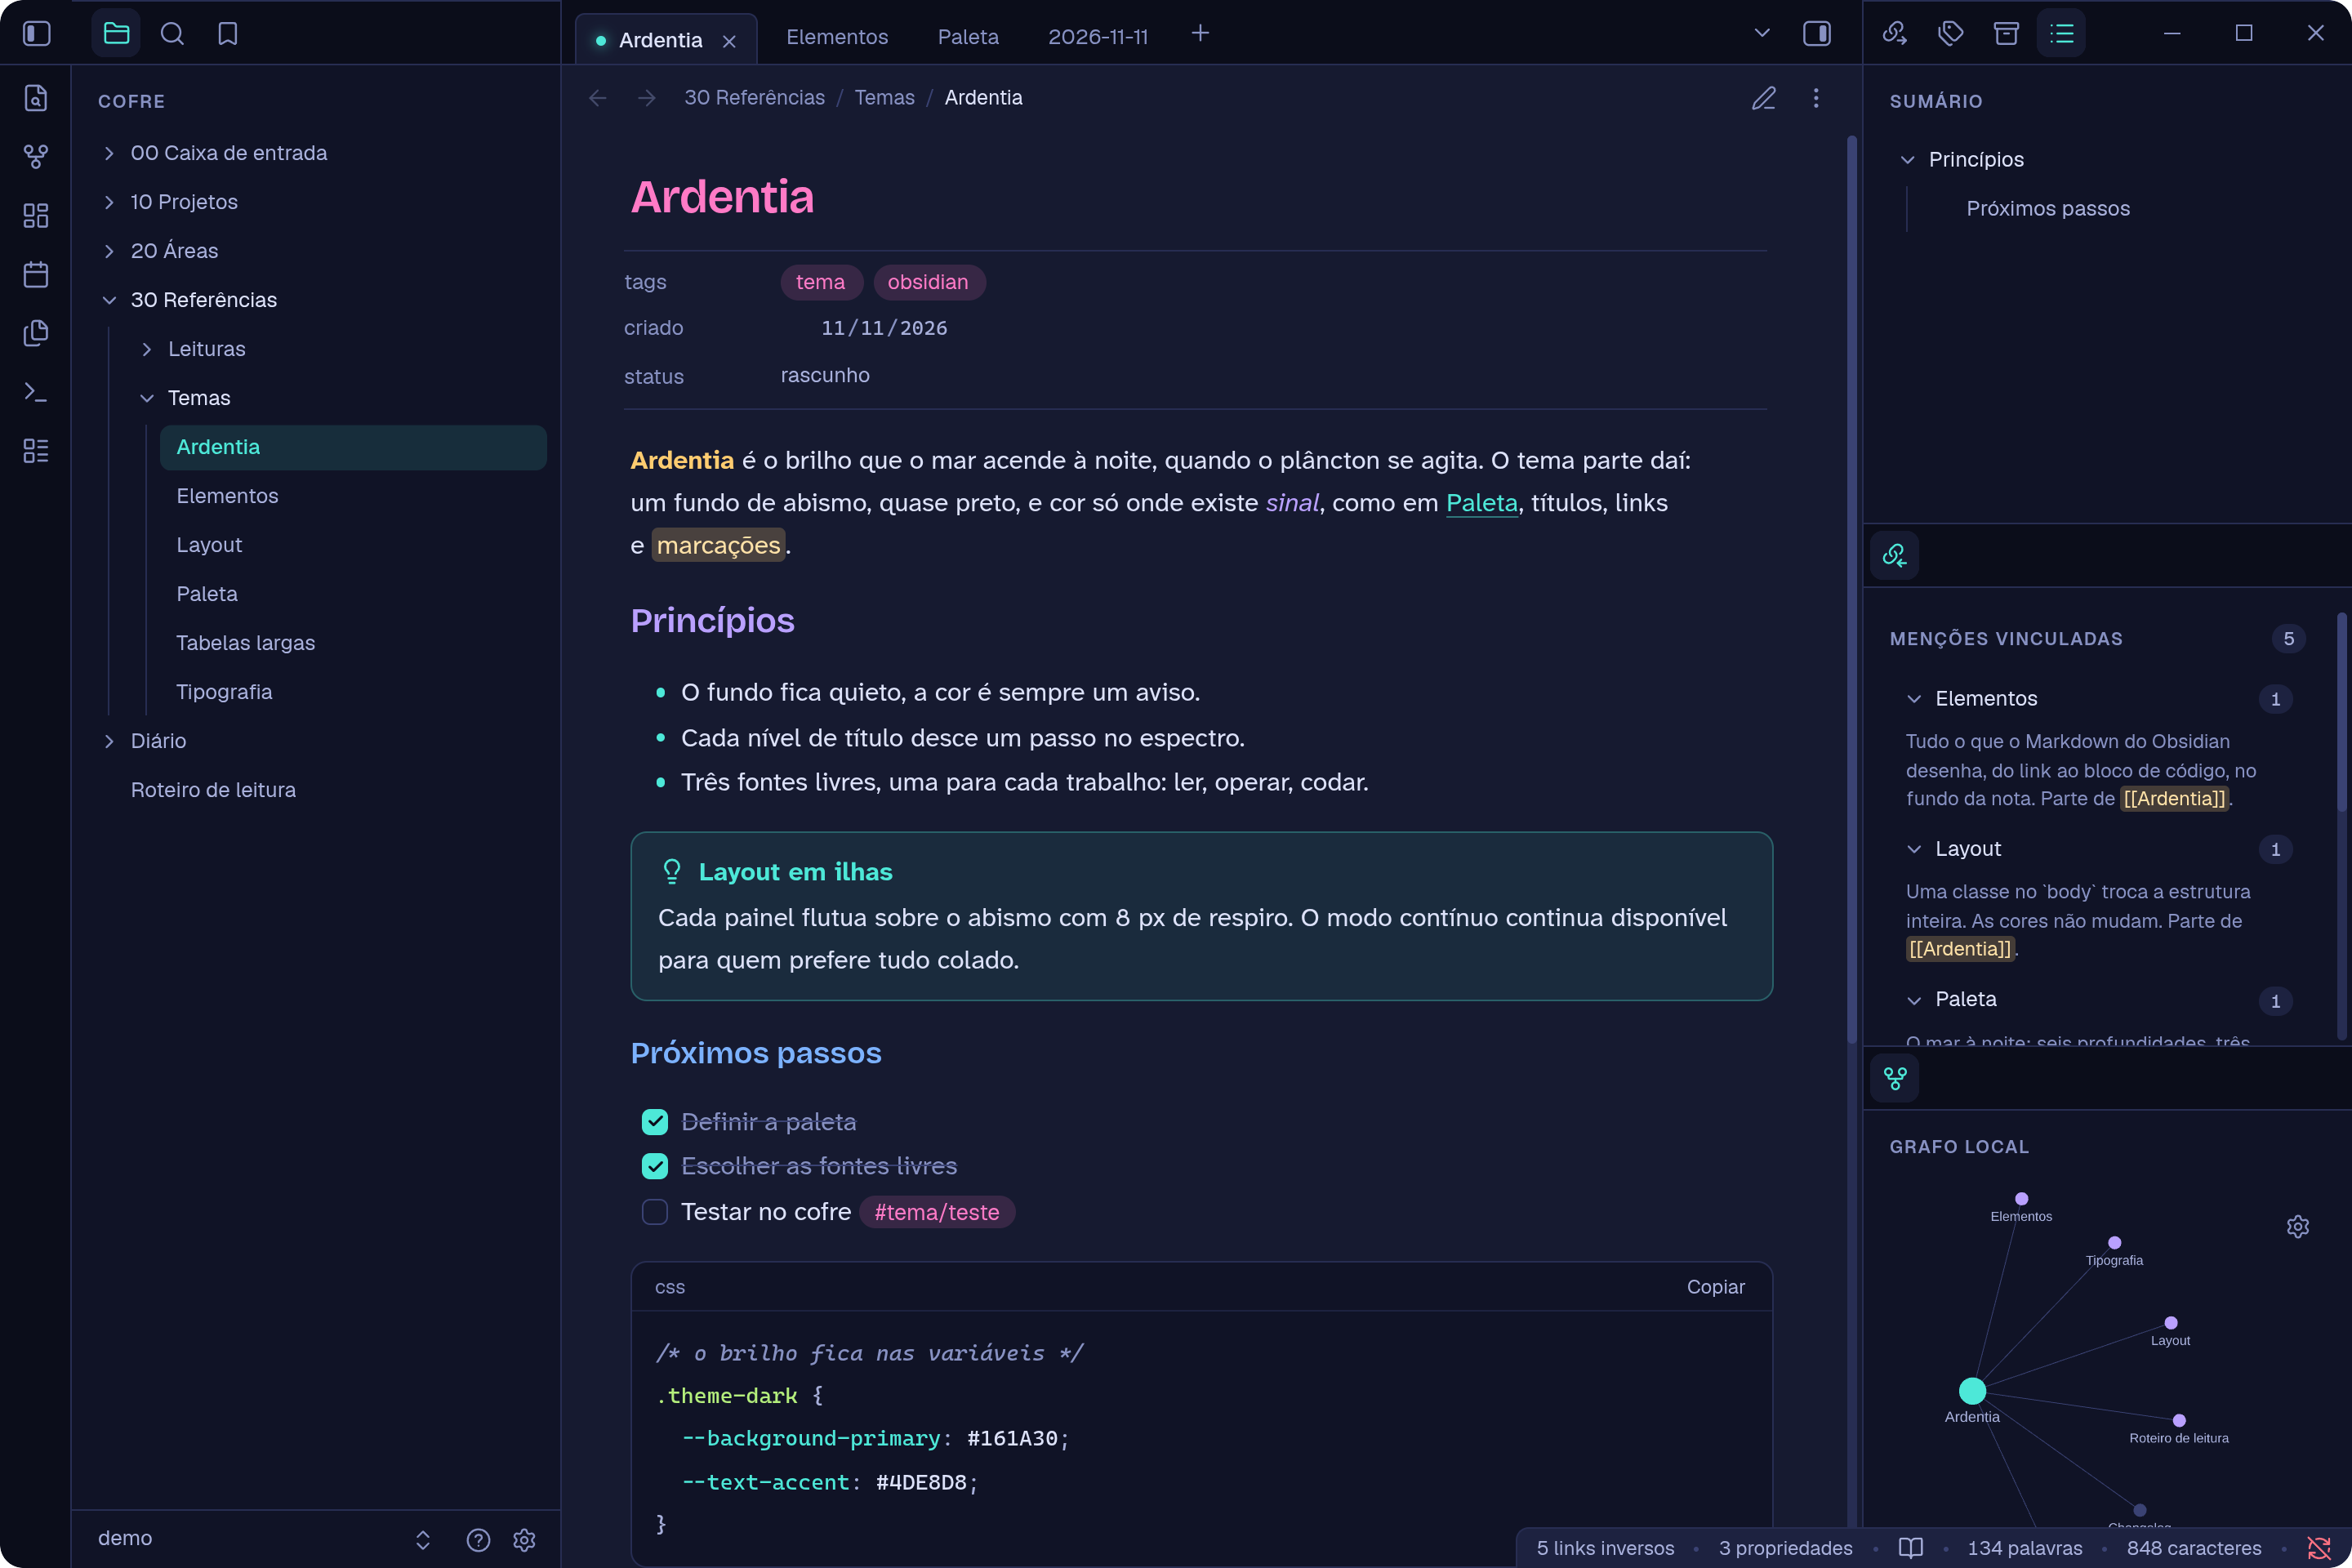 Ardentia
Elementos
Paleta
2026-11-11
COFRE
00 Caixa de entrada
10 Projetos
20 Áreas
30 Referências
Leituras
Temas
Ardentia
Elementos
Layout
Paleta
Tabelas largas
Tipografia
Diário
Roteiro de leitura
demo
30 Referências / Temas / Ardentia
Ardentia
tags tema obsidian
criado 11/11/2026
status rascunho
Ardentia é o brilho que o mar acende à noite, quando o plâncton se agita. O tema parte daí:
um fundo de abismo, quase preto, e cor só onde existe sinal, como em Paleta, títulos, links
e marcações.
Princípios
O fundo fica quieto, a cor é sempre um aviso.
Cada nível de título desce um passo no espectro.
Três fontes livres, uma para cada trabalho: ler, operar, codar.
Layout em ilhas
Cada painel flutua sobre o abismo com 8 px de respiro. O modo contínuo continua disponível
para quem prefere tudo colado.
Próximos passos
Definir a paleta
Escolher as fontes livres
Testar no cofre #tema/teste
css Copiar
/* o brilho fica nas variáveis */
.theme-dark {
--background-primary: #161A30;
--text-accent: #4DE8D8;
}
SUMÁRIO
Princípios
Próximos passos
MENÇÕES VINCULADAS 5
Elementos 1
Tudo o que o Markdown do Obsidian
desenha, do link ao bloco de código, no
fundo da nota. Parte de [[Ardentia]].
Layout 1
Uma classe no `body` troca a estrutura
inteira. As cores não mudam. Parte de
[[Ardentia]].
Paleta 1
O mar à noite: seis profundidades, três
GRAFO LOCAL
Elementos
Tipografia
Layout
Ardentia
Roteiro de leitura
Changelog
5 links inversos • 3 propriedades • 134 palavras • 848 caracteres •